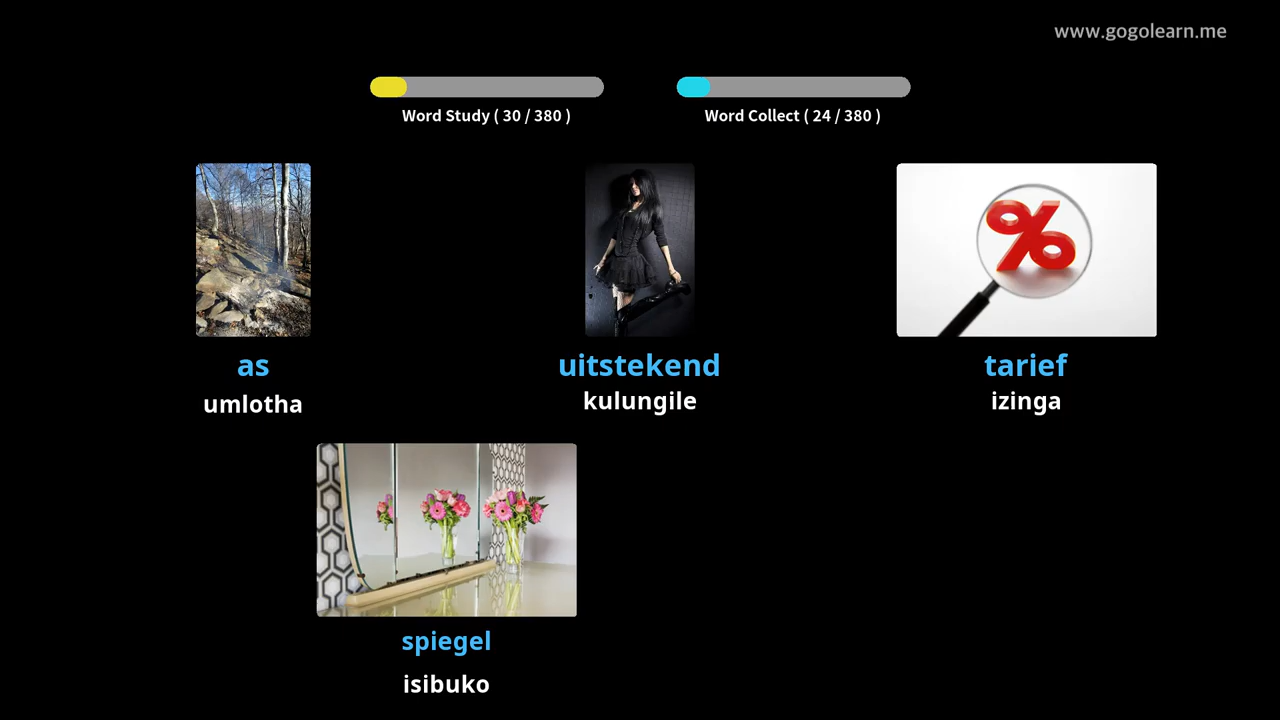 www.gogolearn.me
Word Study ( 30 / 380 )
Word Collect ( 24 / 380 )
as
umlotha
uitstekend
kulungile
tarief
izinga
spiegel
isibuko